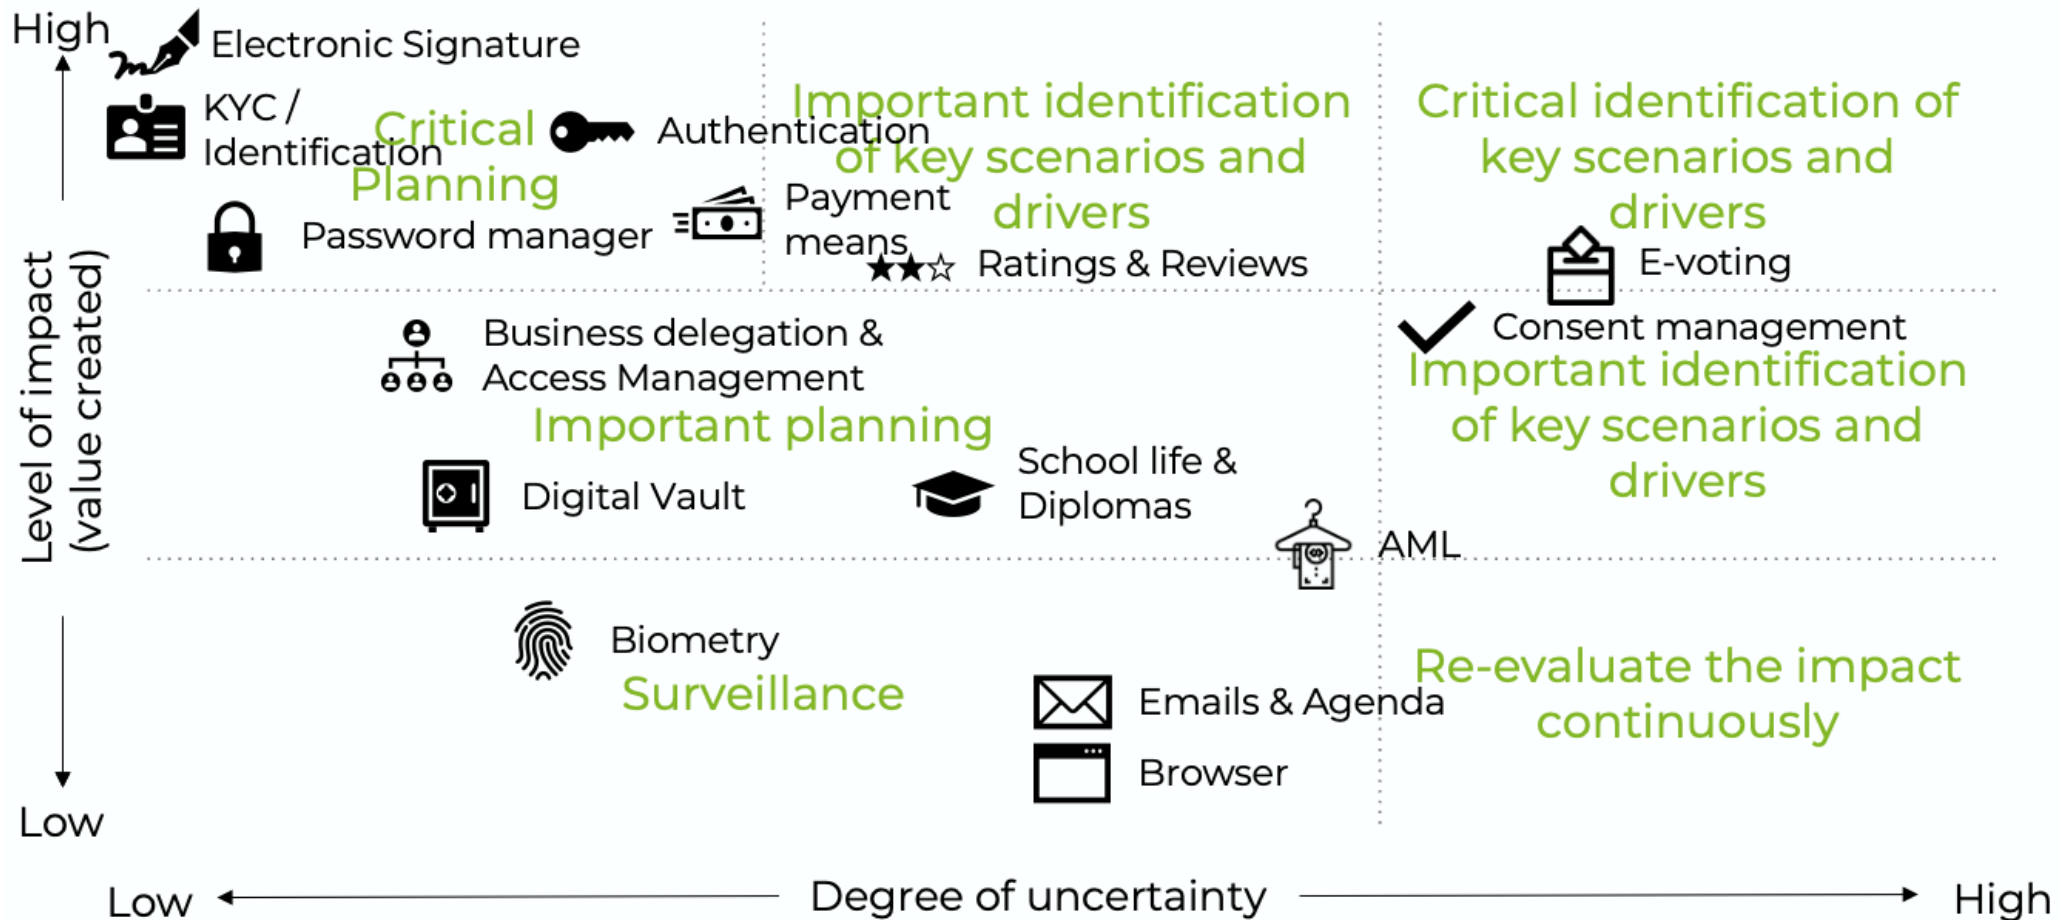 High
Electronic Signature
KYC /
Identification
Critical
Planning
Authentication
Important identification
of key scenarios and
drivers
Critical identification of
key scenarios and
drivers
Password manager
Payment
means
Ratings & Reviews
E-voting
Level of impact
(value created)
Business delegation &
Access Management
Important planning
Consent management
Important identification
of key scenarios and
drivers
Digital Vault
School life &
Diplomas
AML
Biometry
Surveillance
Emails & Agenda
Browser
Re-evaluate the impact
continuously
Low
Low
Degree of uncertainty
High